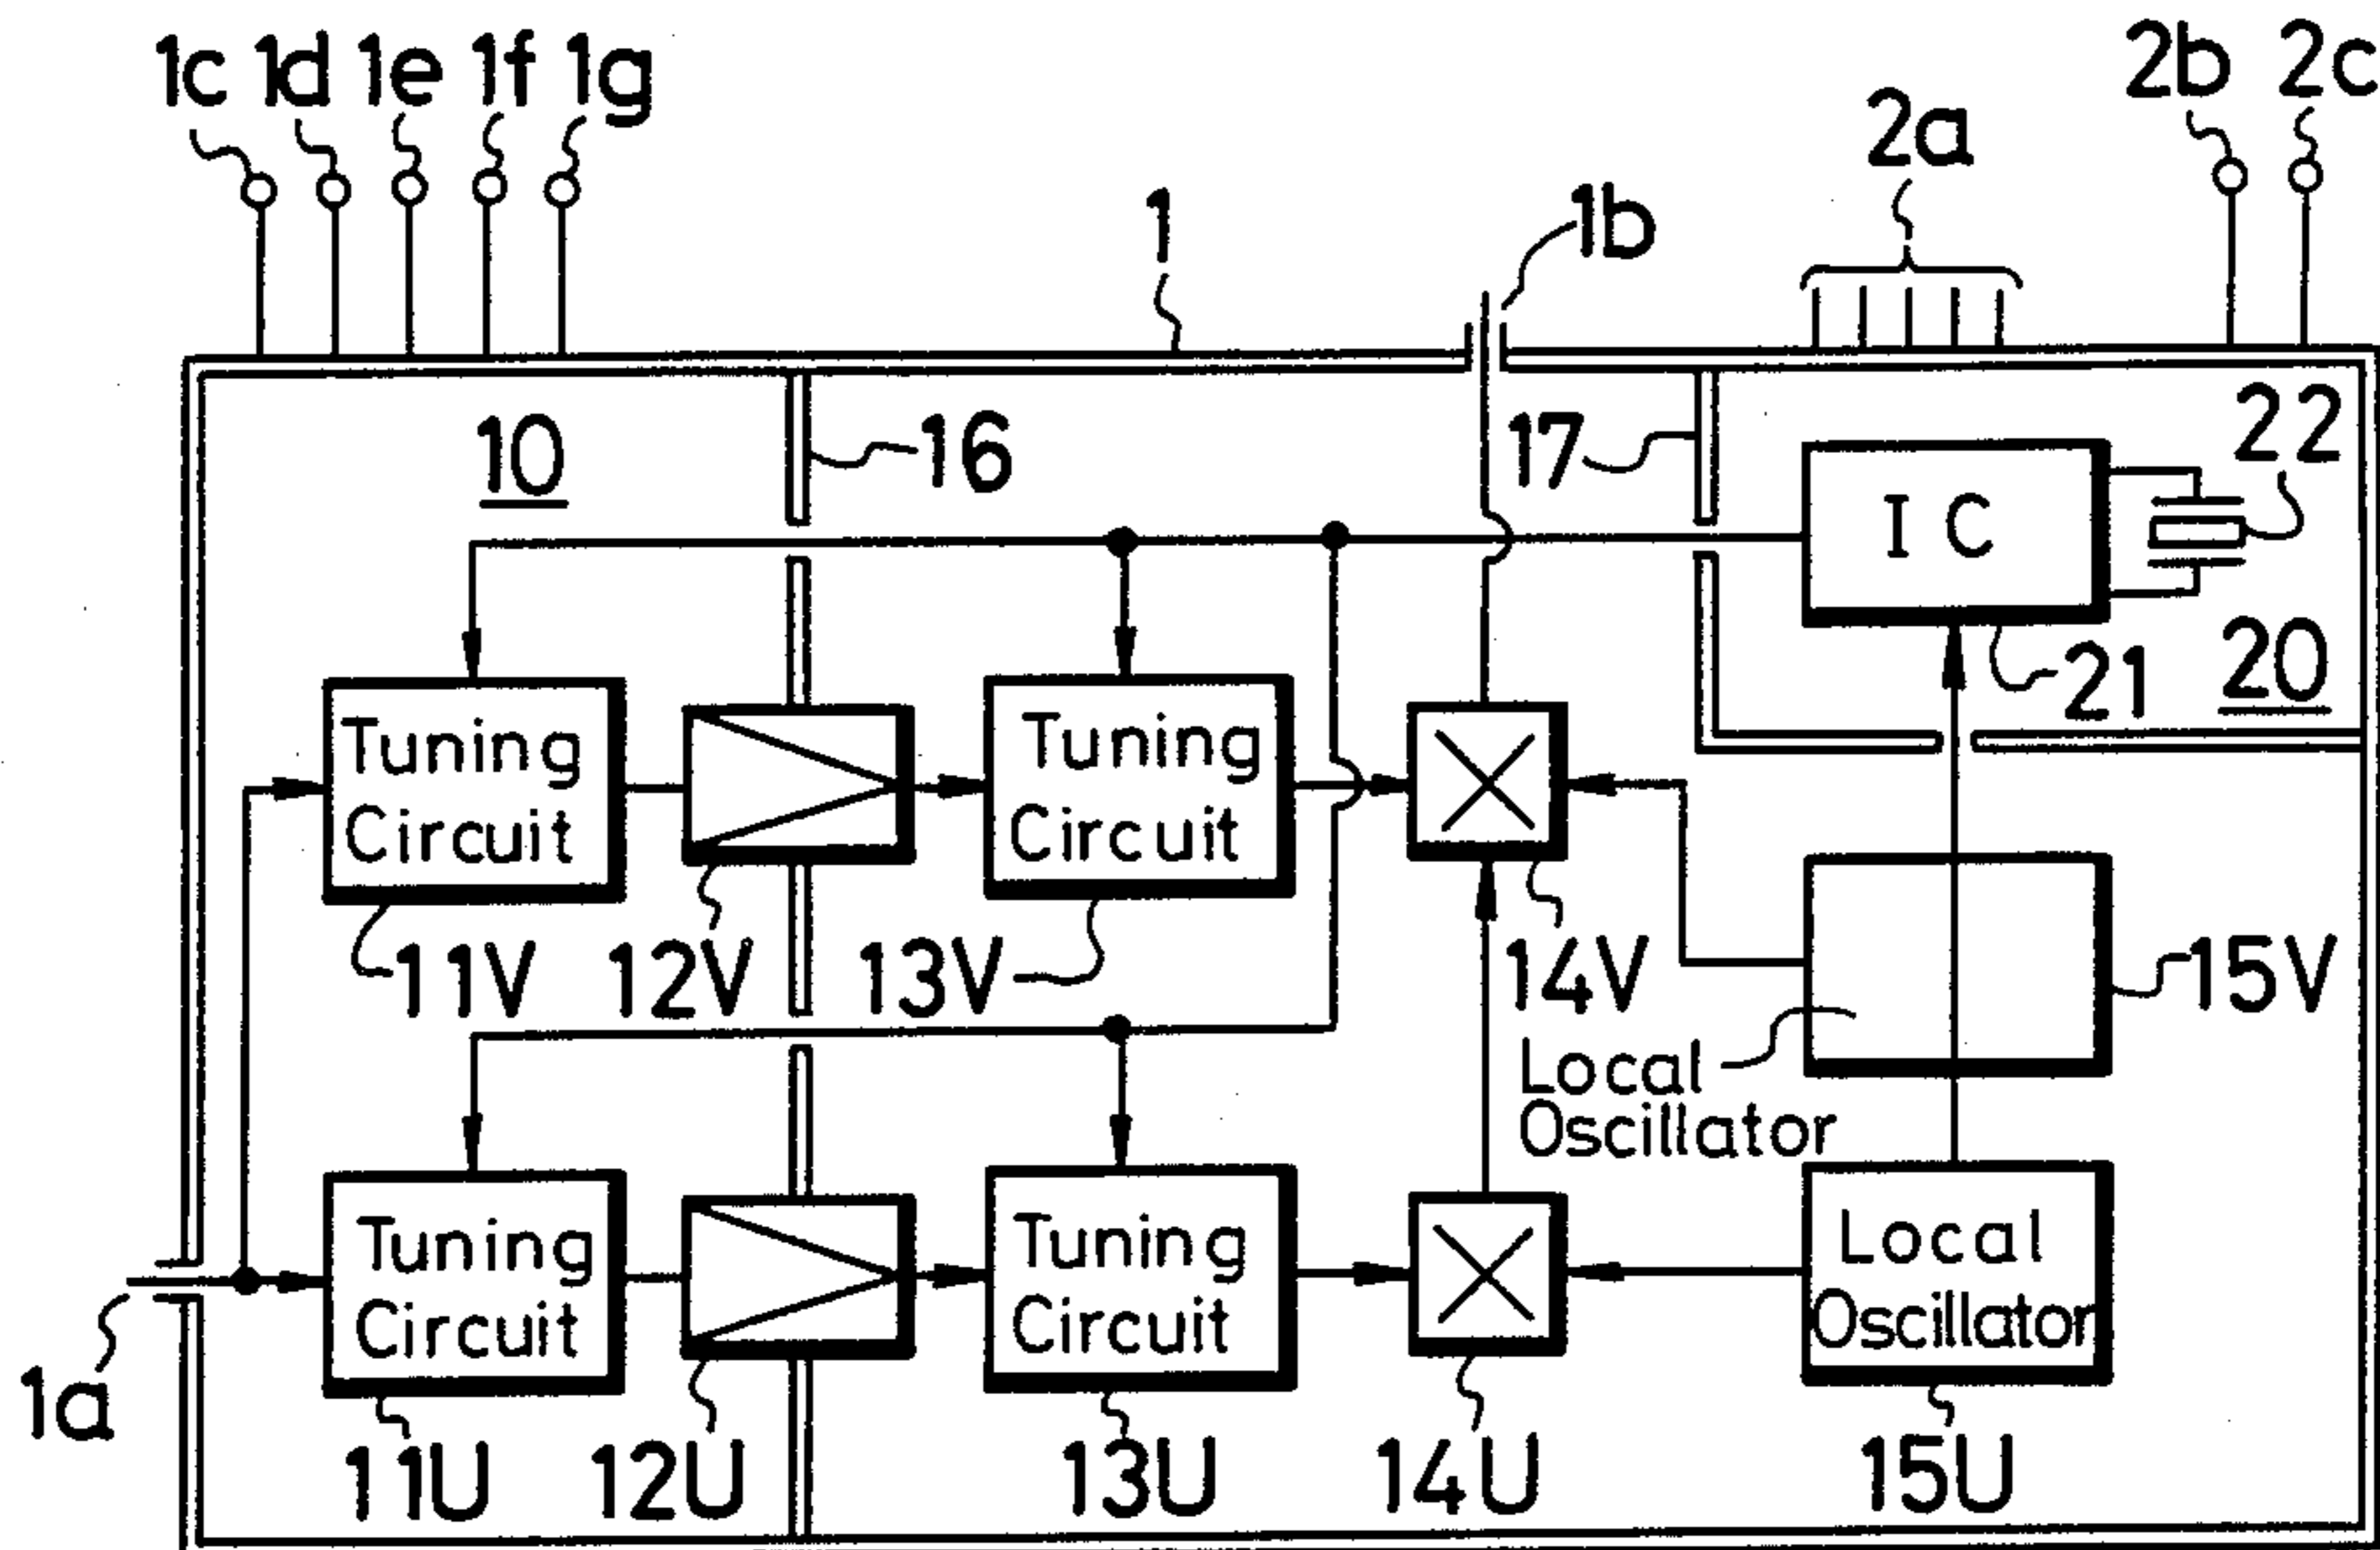 1c 1d 1e 1f 1g
2b 2c
2a
1
1b
10
16
17
22
IC
21
20
Tuning
Circuit
Tuning
Circuit
11V
12V
13V
14V
15V
Local
Oscillator
Tuning
Circuit
Tuning
Circuit
Local
Oscillator
1a
11U
12U
13U
14U
15U